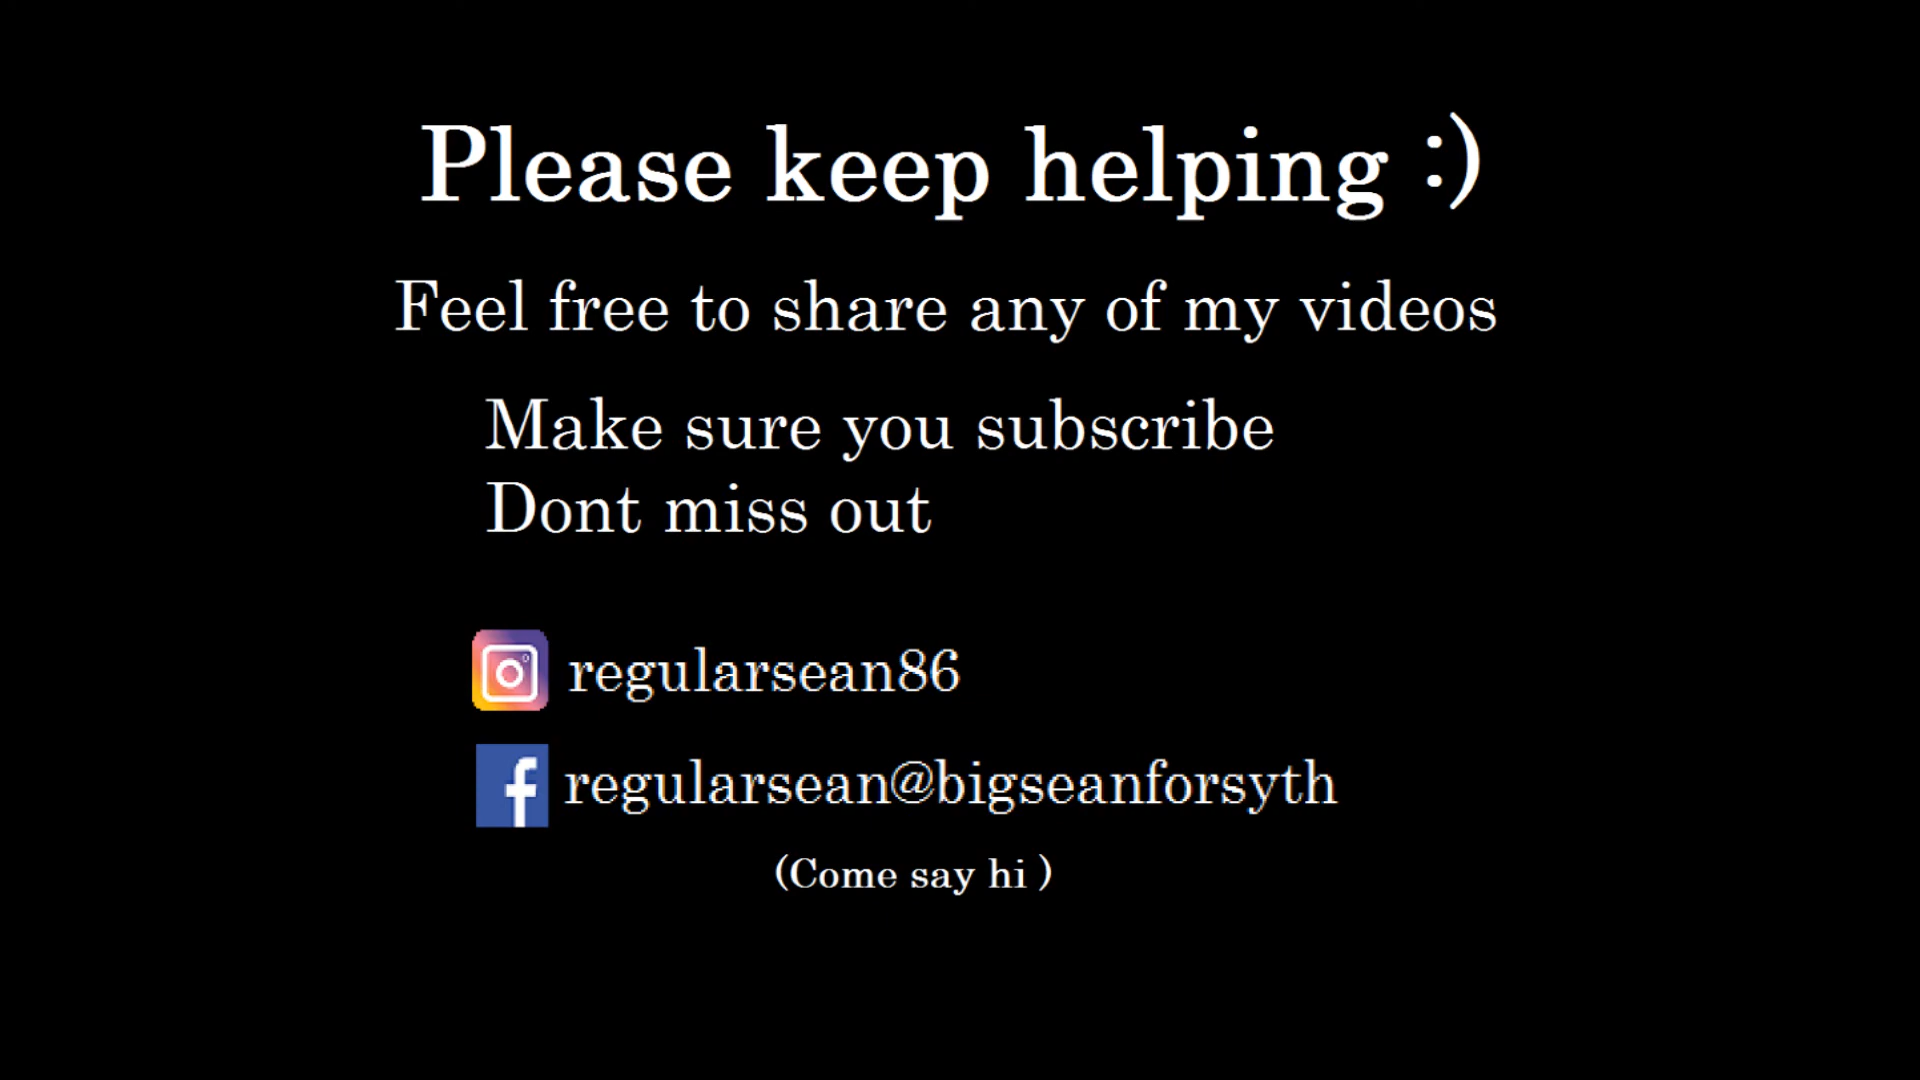 Please keep helping :)
Feel free to share any of my videos
Make sure you subscribe
Dont miss out
regularsean86
regularsean@bigseanforsyth
(Come say hi )